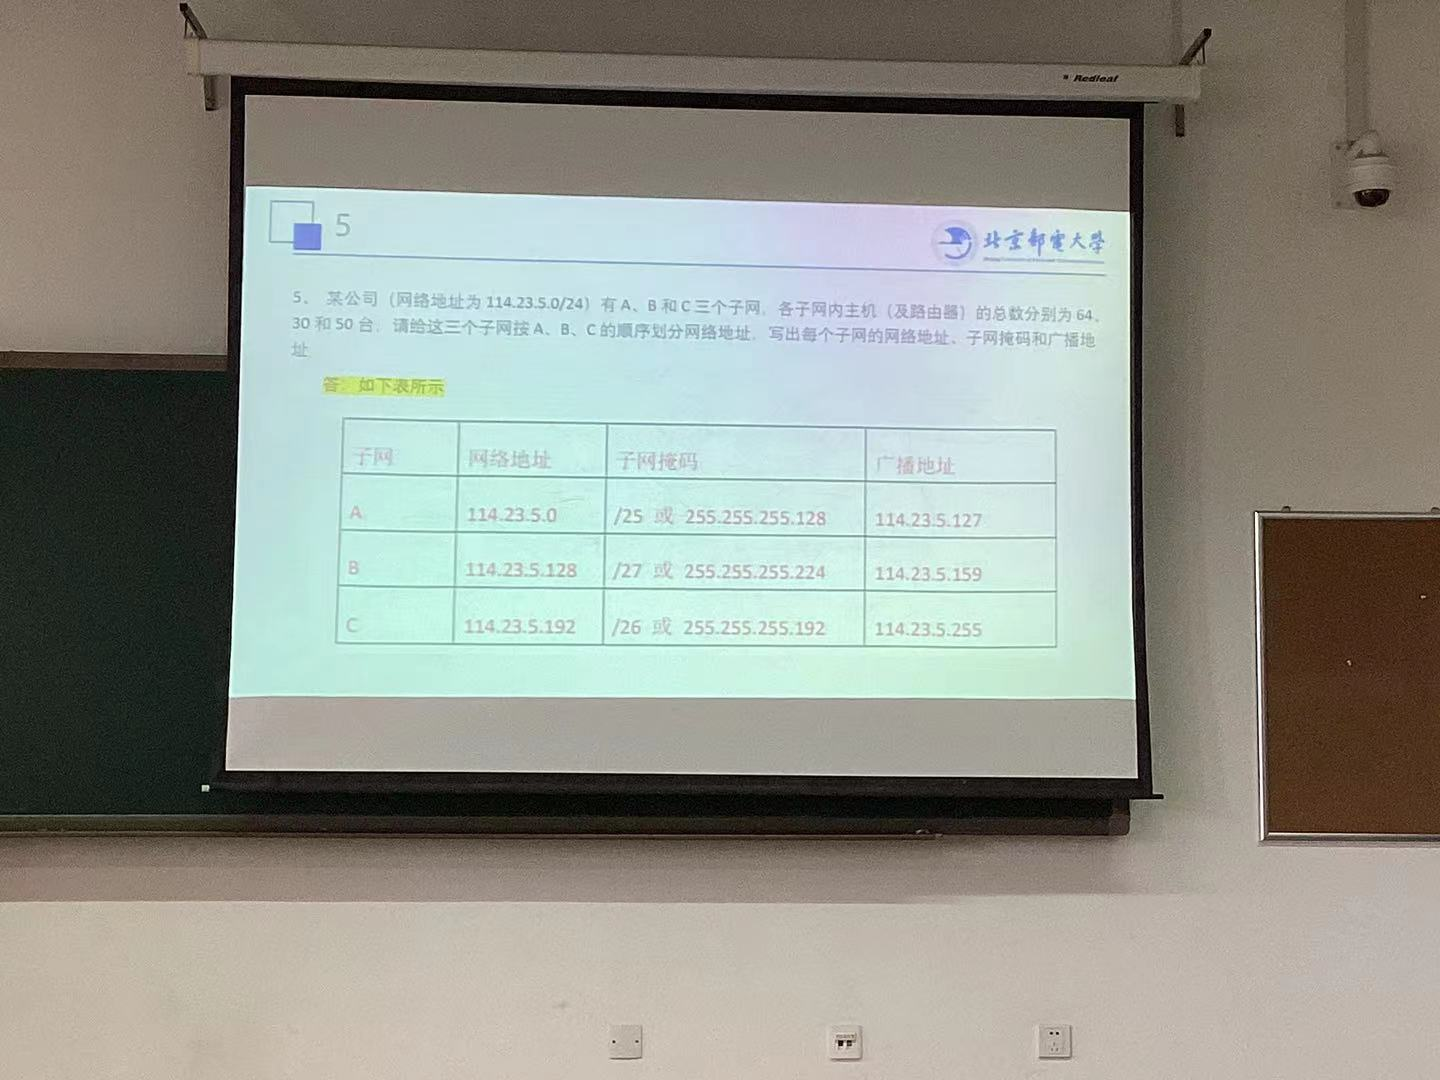 Redleaf
5
北京邮电大学
5、 某公司（网络地址为 114.23.5.0/24）有 A、B 和 C 三个子网，各子网内主机（及路由器）的总数分别为 64、
30 和 50 台，请给这三个子网按 A、B、C 的顺序划分网络地址，写出每个子网的网络地址、子网掩码和广播地
址
答：如下表所示
子网 网络地址 子网掩码 广播地址
A 114.23.5.0 /25 或 255.255.255.128 114.23.5.127
B 114.23.5.128 /27 或 255.255.255.224 114.23.5.159
C 114.23.5.192 /26 或 255.255.255.192 114.23.5.255